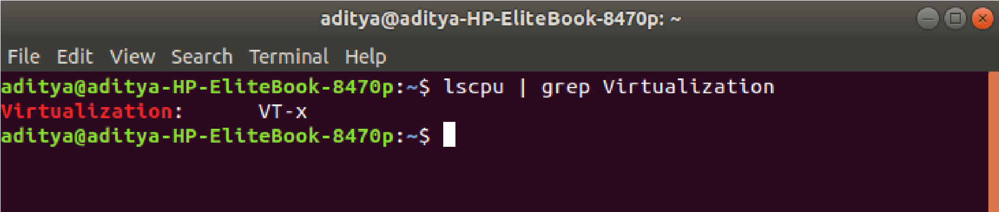 aditya@aditya-HP-EliteBook-8470p: ~
File Edit View Search Terminal Help
aditya@aditya-HP-EliteBook-8470p:~$ lscpu | grep Virtualization
Virtualization:      VT-x
aditya@aditya-HP-EliteBook-8470p:~$